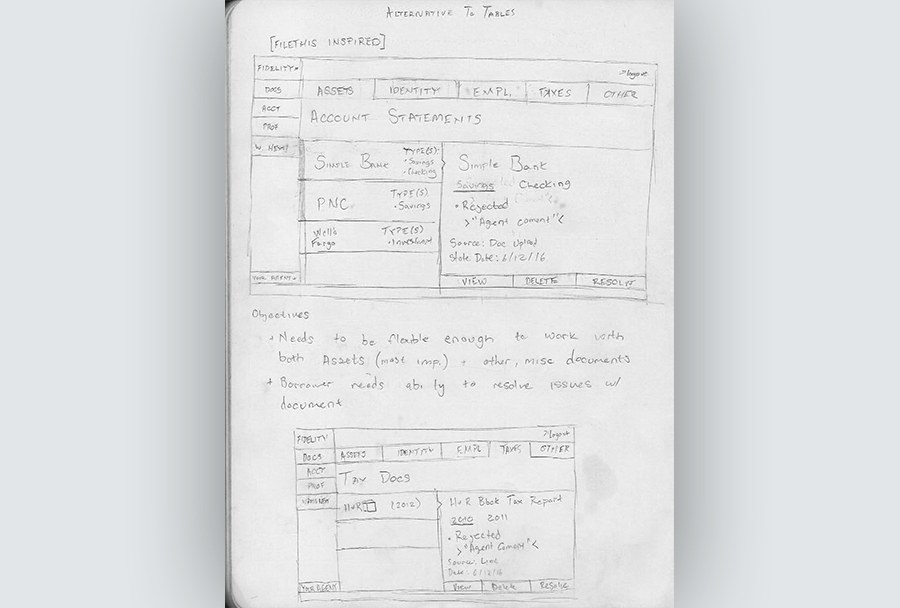 ALTERNATIVE TO TABLES
[FILETHIS INSPIRED]
FIDELITY
>logout
DOCS
ASSETS IDENTITY EMPL. TAXES OTHER
ACCT
PROF
ACCOUNT STATEMENTS
SIMPLE BANK
TYPE(S):
• Savings
• Checking
PNC
TYPE(S)
• Savings
Wells
Fargo
TYPE(S)
YOUR AGENT
Simple Bank
Savings Checking
• Rejected
>"Agent coment"<
Source: Doc Upload
Date: 6/12/16
VIEW DELETE RESOLVE
Objectives
Needs to be flexible enough to work with
both Assets (most imp.) + other, misc documents
Borrower needs ability to resolve issues w/
document
FIDELITY
>Logout
DOCS
ASSETS IDENTITY EMPL TAXES OTHER
ACCT
PROF
TAX DOCS
H&R (2012)
YOUR AGENT
H&R Block Tax Report
2010 2011
• Rejected
>"Agent Coment"<
Source: Link
Date: 6/12/16
View Delete Resolve